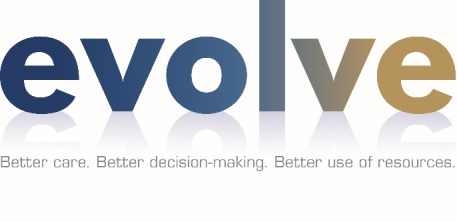 evolve
Better care. Better decision-making. Better use of resources.